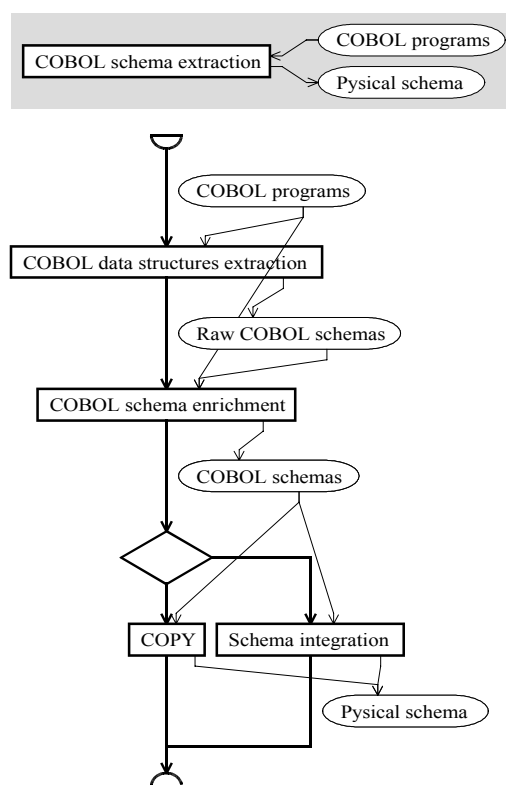 COBOL programs
COBOL schema extraction
Pysical schema
COBOL programs
COBOL data structures extraction
Raw COBOL schemas
COBOL schema enrichment
COBOL schemas
COPY
Schema integration
Pysical schema